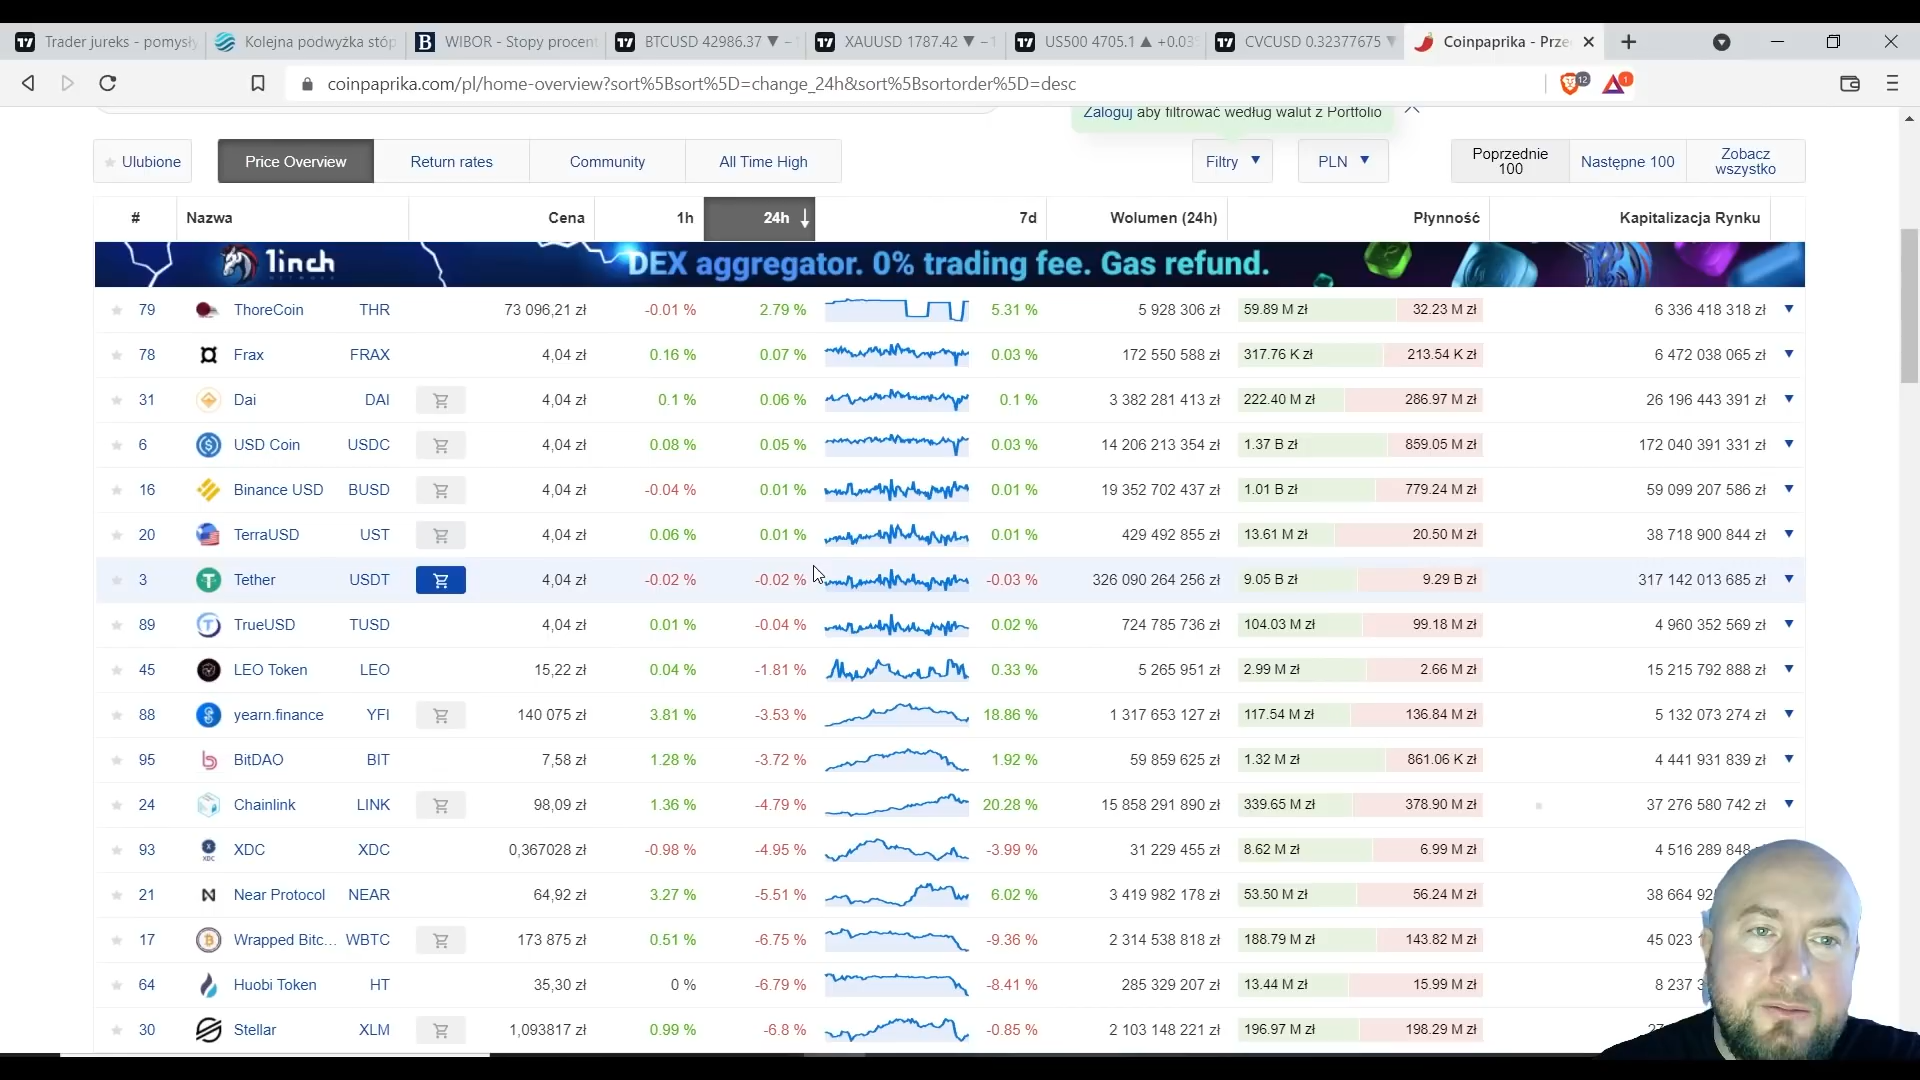 Trader jureks - pomysły
Kolejna podwyżka stóp
WIBOR - Stopy procent
BTCUSD 42986.37 ▼
XAUUSD 1787.42 ▼
US500 4705.1 ▲ +0.03
CVCUSD 0.32377675 ▼
Coinpaprika - Prze
coinpaprika.com/pl/home-overview?sort%5Bsort%5D=change_24h&sort%5Bsortorder%5D=desc
12
1
Zaloguj aby filtrować według walut z Portfolio
Ulubione
Price Overview
Return rates
Community
All Time High
Filtry ▼
PLN ▼
Poprzednie 100
Następne 100
Zobacz wszystko
# Nazwa Cena 1h 24h ↓ 7d Wolumen (24h) Płynność Kapitalizacja Rynku
1inch NETWORK DEX aggregator. 0% trading fee. Gas refund.
79 ThoreCoin THR 73 096,21 zł -0.01 % 2.79 % 5.31 % 5 928 306 zł 59.89 M zł 32.23 M zł 6 336 418 318 zł
78 Frax FRAX 4,04 zł 0.16 % 0.07 % 0.03 % 172 550 588 zł 317.76 K zł 213.54 K zł 6 472 038 065 zł
31 Dai DAI 4,04 zł 0.1 % 0.06 % 0.1 % 3 382 281 413 zł 222.40 M zł 286.97 M zł 26 196 443 391 zł
6 USD Coin USDC 4,04 zł 0.08 % 0.05 % 0.03 % 14 206 213 354 zł 1.37 B zł 859.05 M zł 172 040 391 331 zł
16 Binance USD BUSD 4,04 zł -0.04 % 0.01 % 0.01 % 19 352 702 437 zł 1.01 B zł 779.24 M zł 59 099 207 586 zł
20 TerraUSD UST 4,04 zł 0.06 % 0.01 % 0.01 % 429 492 855 zł 13.61 M zł 20.50 M zł 38 718 900 844 zł
3 Tether USDT 4,04 zł -0.02 % -0.02 % -0.03 % 326 090 264 256 zł 9.05 B zł 9.29 B zł 317 142 013 685 zł
89 TrueUSD TUSD 4,04 zł 0.01 % -0.04 % 0.02 % 724 785 736 zł 104.03 M zł 99.18 M zł 4 960 352 569 zł
45 LEO Token LEO 15,22 zł 0.04 % -1.81 % 0.33 % 5 265 951 zł 2.99 M zł 2.66 M zł 15 215 792 888 zł
88 yearn.finance YFI 140 075 zł 3.81 % -3.53 % 18.86 % 1 317 653 127 zł 117.54 M zł 136.84 M zł 5 132 073 274 zł
95 BitDAO BIT 7,58 zł 1.28 % -3.72 % 1.92 % 59 859 625 zł 1.32 M zł 861.06 K zł 4 441 931 839 zł
24 Chainlink LINK 98,09 zł 1.36 % -4.79 % 20.28 % 15 858 291 890 zł 339.65 M zł 378.90 M zł 37 276 580 742 zł
93 XDC XDC 0,367028 zł -0.98 % -4.95 % -3.99 % 31 229 455 zł 8.62 M zł 6.99 M zł 4 516 289 848
21 Near Protocol NEAR 64,92 zł 3.27 % -5.51 % 6.02 % 3 419 982 178 zł 53.50 M zł 56.24 M zł 38 664 92
17 Wrapped Bitc... WBTC 173 875 zł 0.51 % -6.75 % -9.36 % 2 314 538 818 zł 188.79 M zł 143.82 M zł 45 023
64 Huobi Token HT 35,30 zł 0 % -6.79 % -8.41 % 285 329 207 zł 13.44 M zł 15.99 M zł 8 237
30 Stellar XLM 1,093817 zł 0.99 % -6.8 % -0.85 % 2 103 148 221 zł 196.97 M zł 198.29 M zł